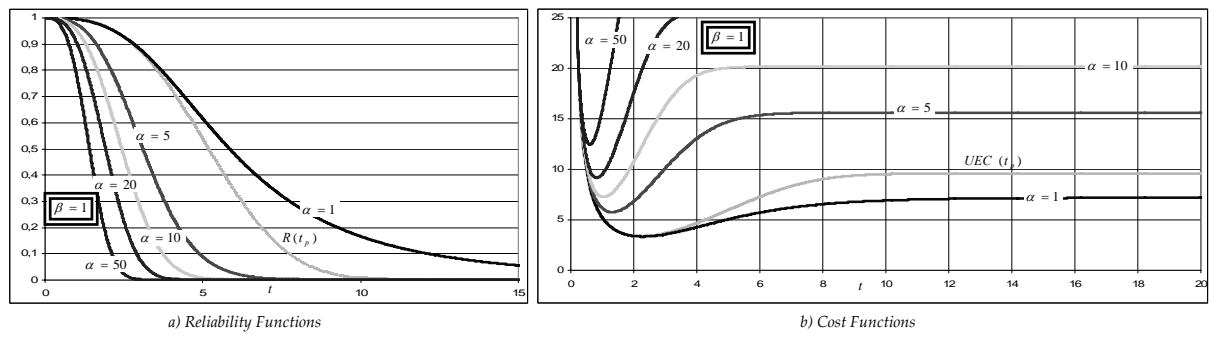 1
0,9
0,8
0,7
0,6
0,5
0,4
0,3
0,2
0,1
0
α = 5
α = 20
β = 1
α = 1
α = 10
R(t_p)
α = 50
0 5 t 10 15
a) Reliability Functions
25
20
15
10
5
0
α = 50
α = 20
β = 1
α = 10
α = 5
UEC (t_p)
α = 1
0 2 4 6 8 t 10 12 14 16 18 20
b) Cost Functions